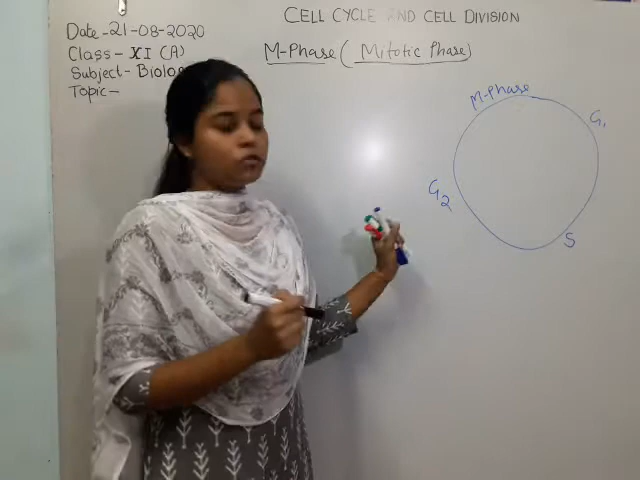 CELL CYCLE AND CELL DIVISION
Date - 21-08-2020
Class - XI (A)
Subject - Biolo
Topic -
M-Phase ( Mitotic Phase)
M-Phase
G1
G2
S